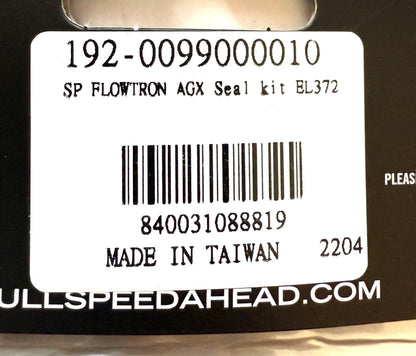 192-0099000010
SP FLOWTRON AGX Seal kit EL372
840031088819
MADE IN TAIWAN 2204
PLEAS
ULLSPEEDAHEAD.COM